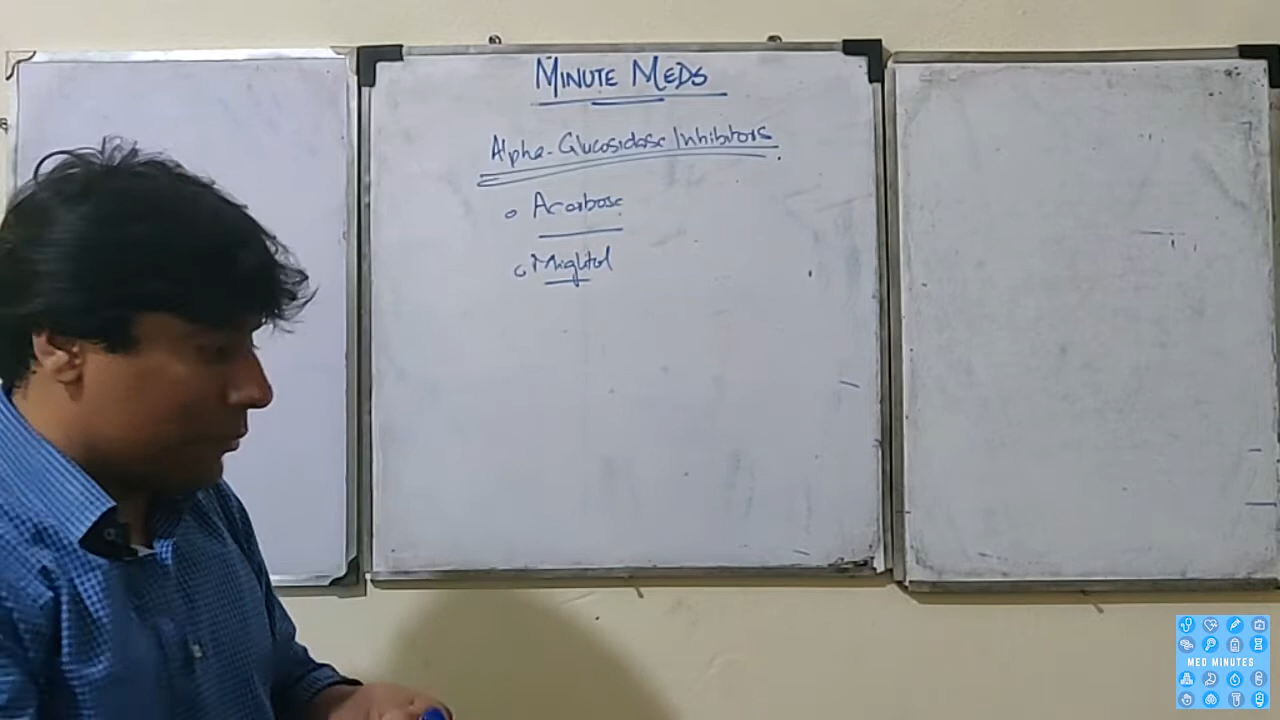 MINUTE MEDS
Alpha-Glucosidase Inhibitors
Acarbose
Miglitol
MED MINUTES